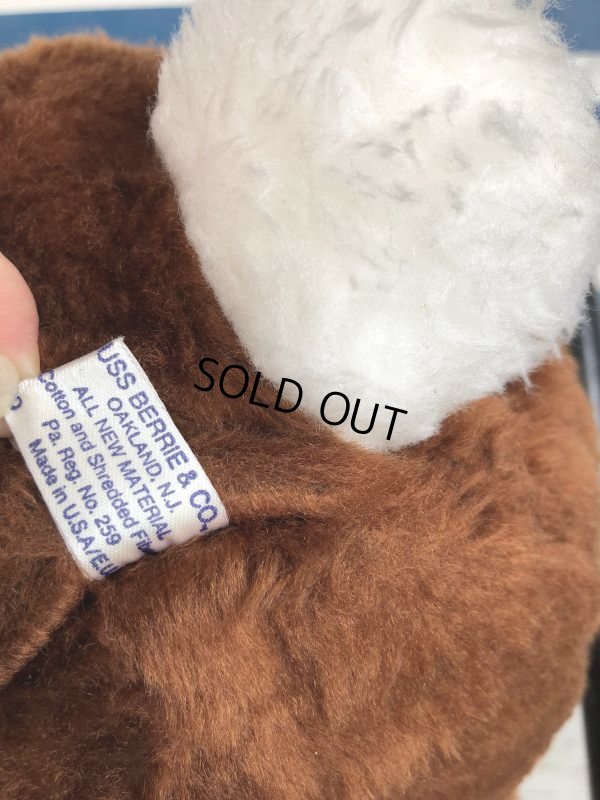 USS BERRIE & CO.
OAKLAND, N.J.
ALL NEW MATERIAL
Cotton and Shredded
Pa. Reg. No. 259
Made in U.S.A/
SOLD OUT